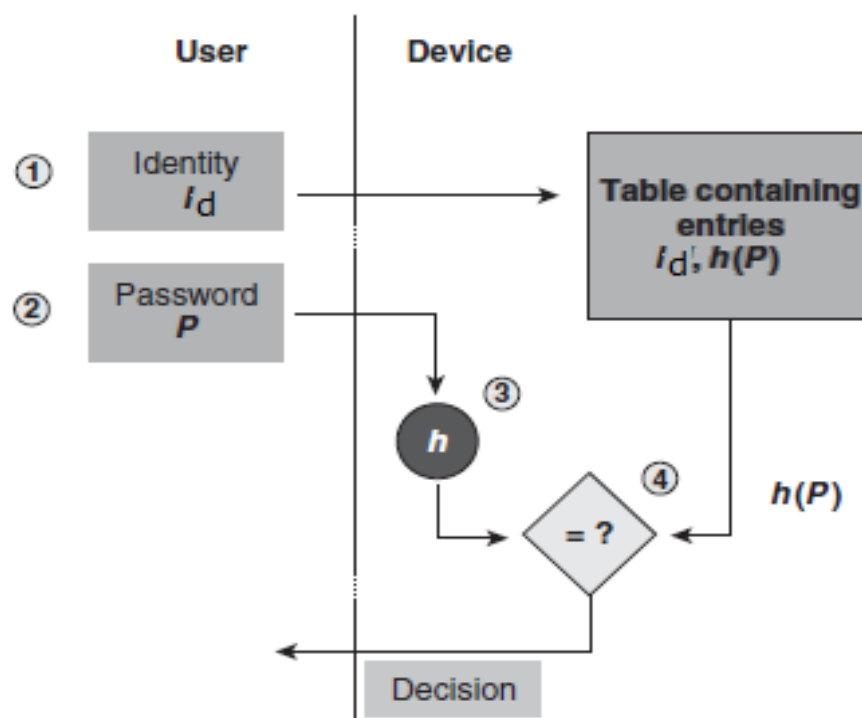 User
Device
①
Identity
Id
Table containing
entries
Id, h(P)
②
Password
P
③
h
④
= ?
h(P)
Decision